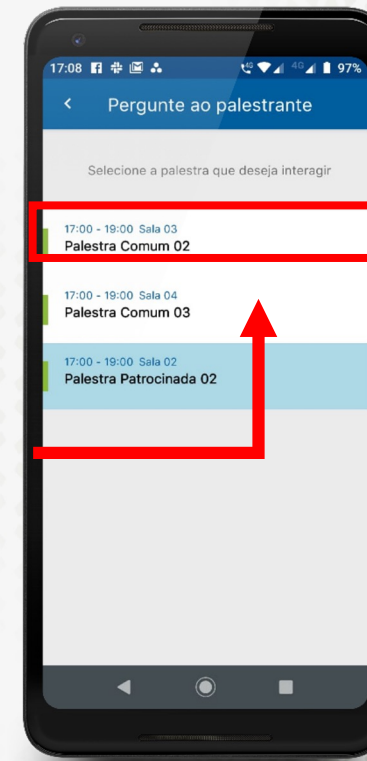 17:08 4G 4G 97%
Pergunte ao palestrante
Selecione a palestra que deseja interagir
17:00 - 19:00 Sala 03
Palestra Comum 02
17:00 - 19:00 Sala 04
Palestra Comum 03
17:00 - 19:00 Sala 02
Palestra Patrocinada 02